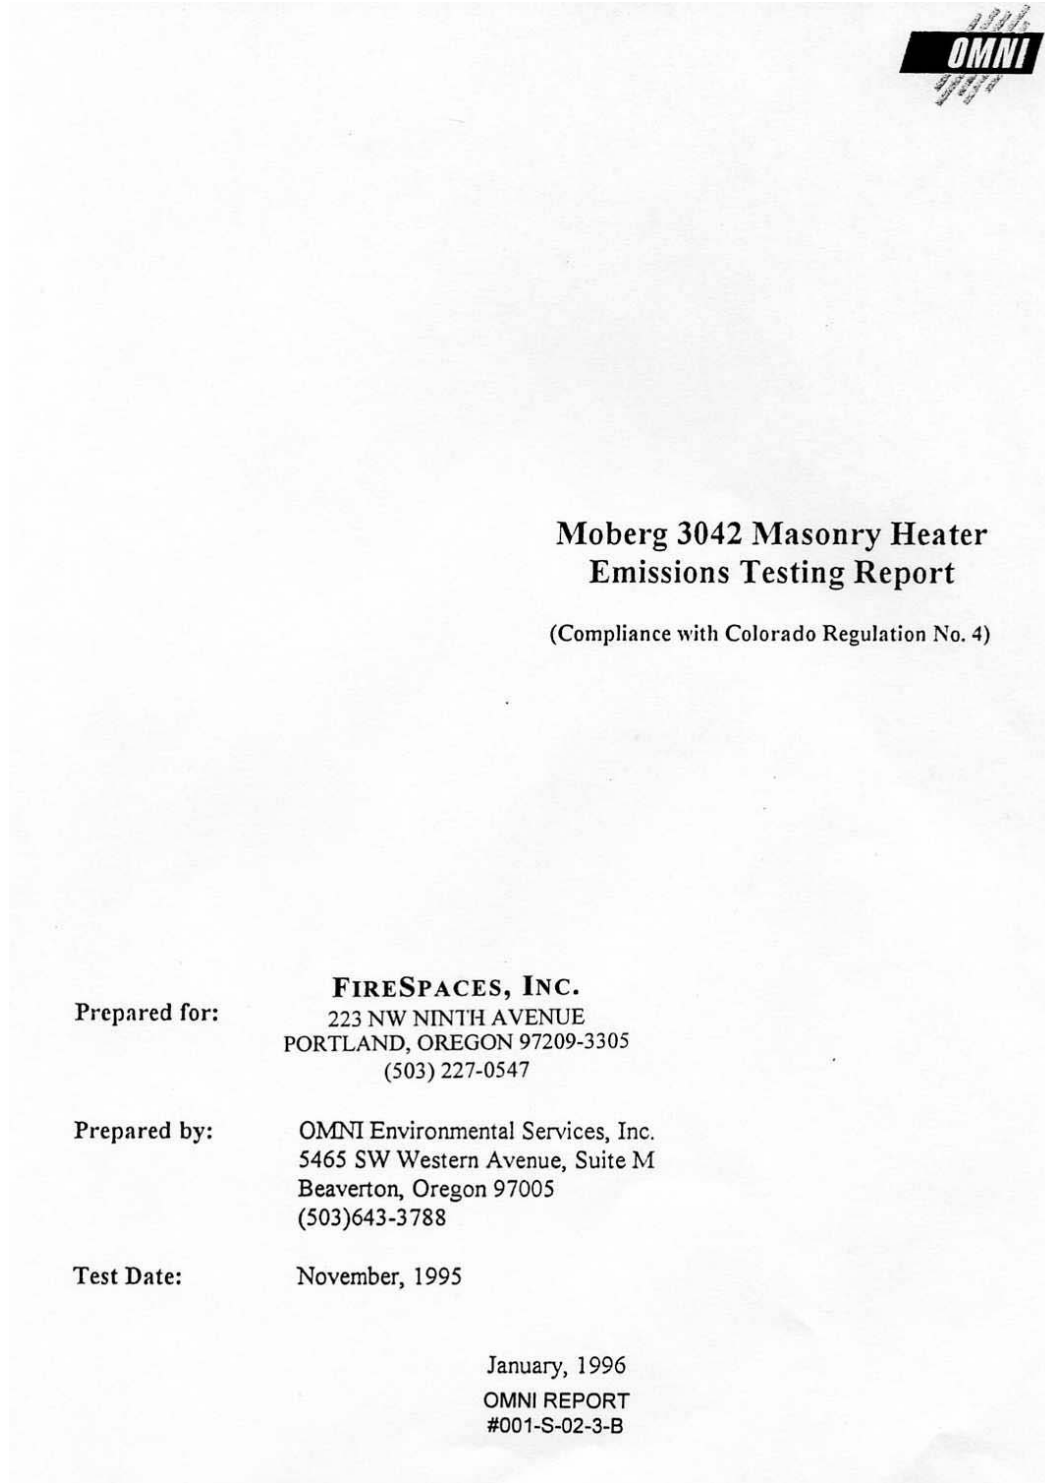 OMNI
Moberg 3042 Masonry Heater
Emissions Testing Report
(Compliance with Colorado Regulation No. 4)
FIRESPACES, INC.
Prepared for:
223 NW NINTH AVENUE
PORTLAND, OREGON 97209-3305
(503) 227-0547
Prepared by:
OMNI Environmental Services, Inc.
5465 SW Western Avenue, Suite M
Beaverton, Oregon 97005
(503)643-3788
Test Date:
November, 1995
January, 1996
OMNI REPORT
#001-S-02-3-B